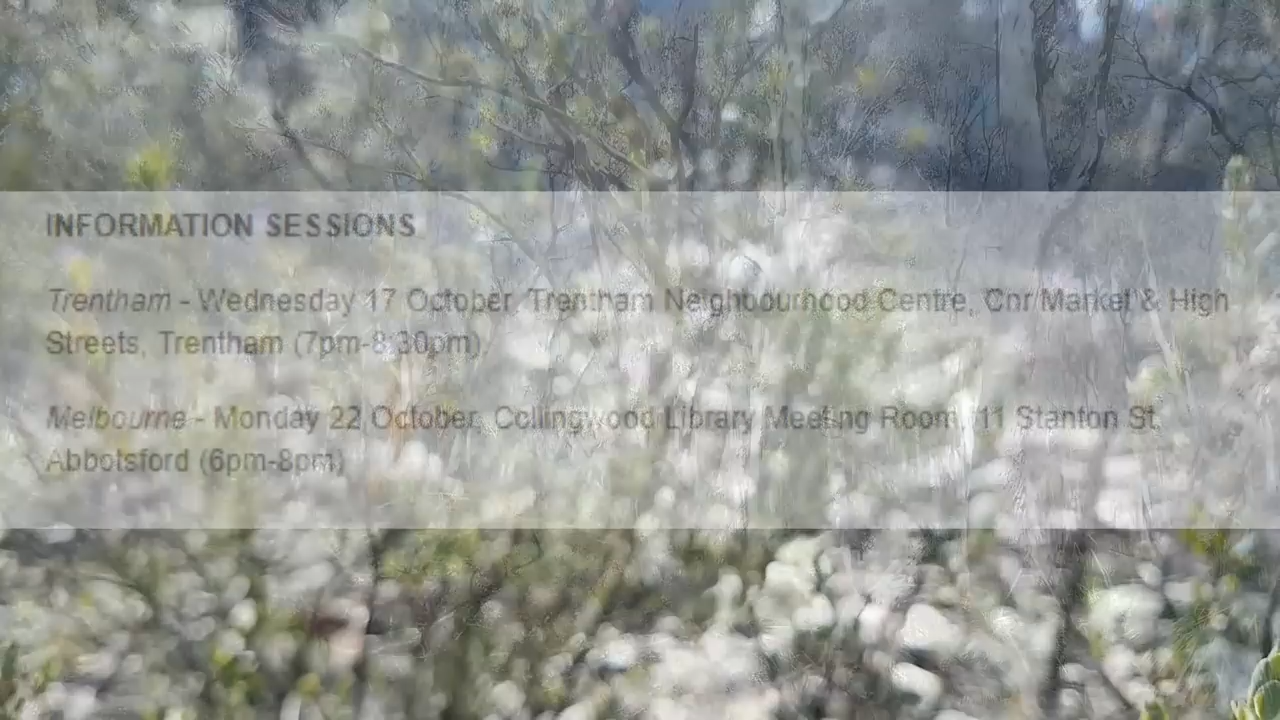 INFORMATION SESSIONS
Trentham - Wednesday 17 October, Trentham Neighbourhood Centre, Cnr Market & High
Streets, Trentham (7pm-8:30pm)
Melbourne - Monday 22 October, Collingwood Library Meeting Room, 11 Stanton St,
Abbotsford (6pm-8pm)